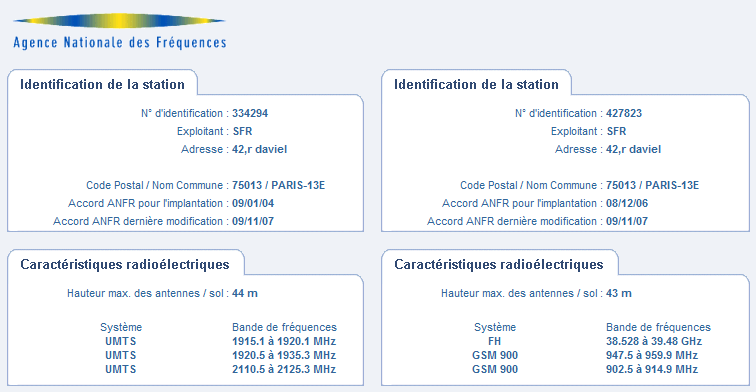 Agence Nationale des Fréquences
Identification de la station
N° d'identification : 334294
Exploitant : SFR
Adresse : 42,r daviel
Code Postal / Nom Commune : 75013 / PARIS-13E
Accord ANFR pour l'implantation : 09/01/04
Accord ANFR dernière modification : 09/11/07
Caractéristiques radioélectriques
Hauteur max. des antennes / sol : 44 m
Système Bande de fréquences
UMTS 1915.1 à 1920.1 MHz
UMTS 1920.5 à 1935.3 MHz
UMTS 2110.5 à 2125.3 MHz
Identification de la station
N° d'identification : 427823
Exploitant : SFR
Adresse : 42,r daviel
Code Postal / Nom Commune : 75013 / PARIS-13E
Accord ANFR pour l'implantation : 08/12/06
Accord ANFR dernière modification : 09/11/07
Caractéristiques radioélectriques
Hauteur max. des antennes / sol : 43 m
Système Bande de fréquences
FH 38.528 à 39.48 GHz
GSM 900 947.5 à 959.9 MHz
GSM 900 902.5 à 914.9 MHz